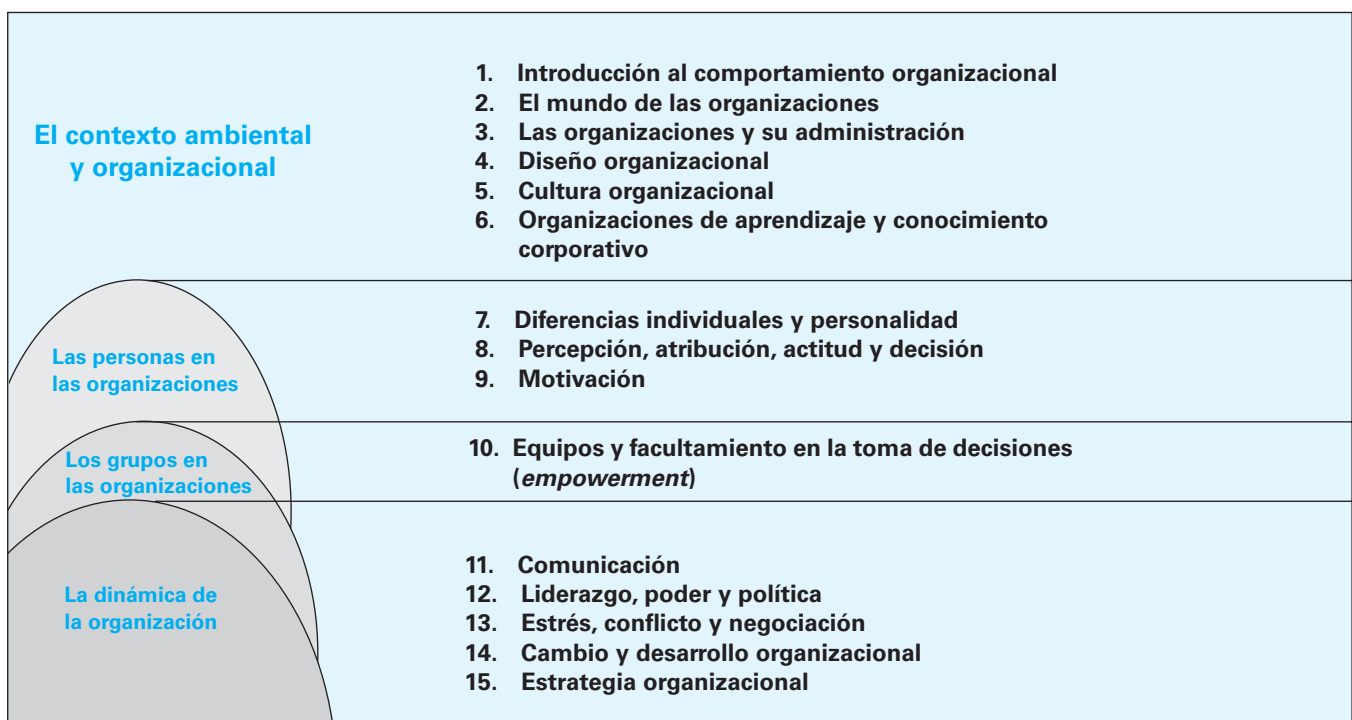 El contexto ambiental
y organizacional
1. Introducción al comportamiento organizacional
2. El mundo de las organizaciones
3. Las organizaciones y su administración
4. Diseño organizacional
5. Cultura organizacional
6. Organizaciones de aprendizaje y conocimiento
corporativo
Las personas en
las organizaciones
7. Diferencias individuales y personalidad
8. Percepción, atribución, actitud y decisión
9. Motivación
Los grupos en
las organizaciones
10. Equipos y facultamiento en la toma de decisiones
(empowerment)
La dinámica de
la organización
11. Comunicación
12. Liderazgo, poder y política
13. Estrés, conflicto y negociación
14. Cambio y desarrollo organizacional
15. Estrategia organizacional